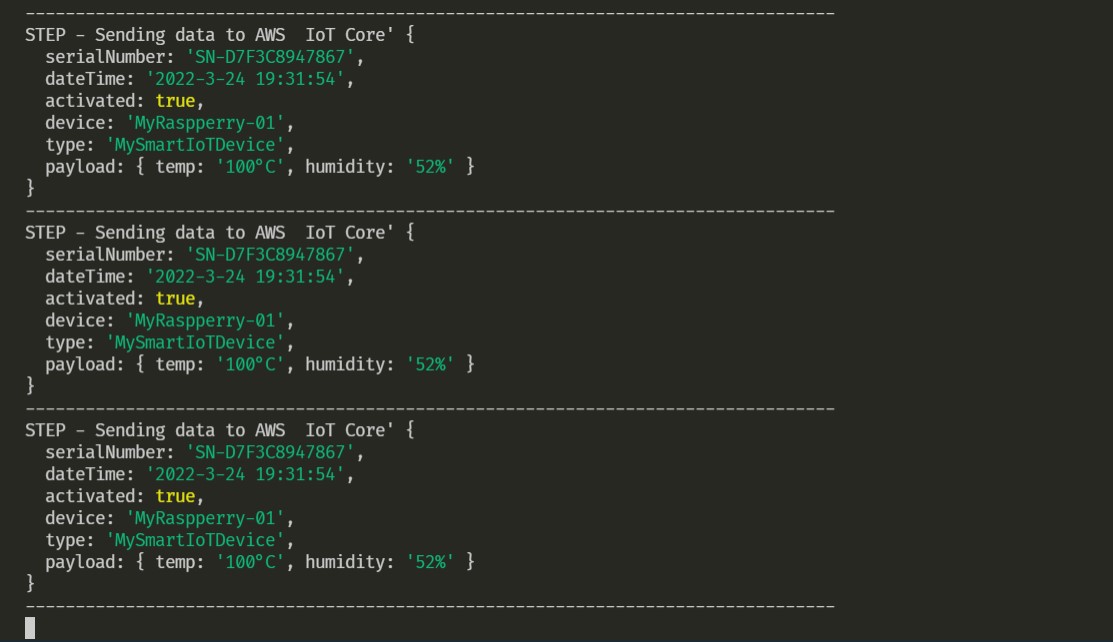 --------------------------------------------------------------------------------
STEP - Sending data to AWS  IoT Core' {
  serialNumber: 'SN-D7F3C8947867',
  dateTime: '2022-3-24 19:31:54',
  activated: true,
  device: 'MyRaspperry-01',
  type: 'MySmartIoTDevice',
  payload: { temp: '100°C', humidity: '52%' }
}
--------------------------------------------------------------------------------
STEP - Sending data to AWS  IoT Core' {
  serialNumber: 'SN-D7F3C8947867',
  dateTime: '2022-3-24 19:31:54',
  activated: true,
  device: 'MyRaspperry-01',
  type: 'MySmartIoTDevice',
  payload: { temp: '100°C', humidity: '52%' }
}
--------------------------------------------------------------------------------
STEP - Sending data to AWS  IoT Core' {
  serialNumber: 'SN-D7F3C8947867',
  dateTime: '2022-3-24 19:31:54',
  activated: true,
  device: 'MyRaspperry-01',
  type: 'MySmartIoTDevice',
  payload: { temp: '100°C', humidity: '52%' }
}
--------------------------------------------------------------------------------